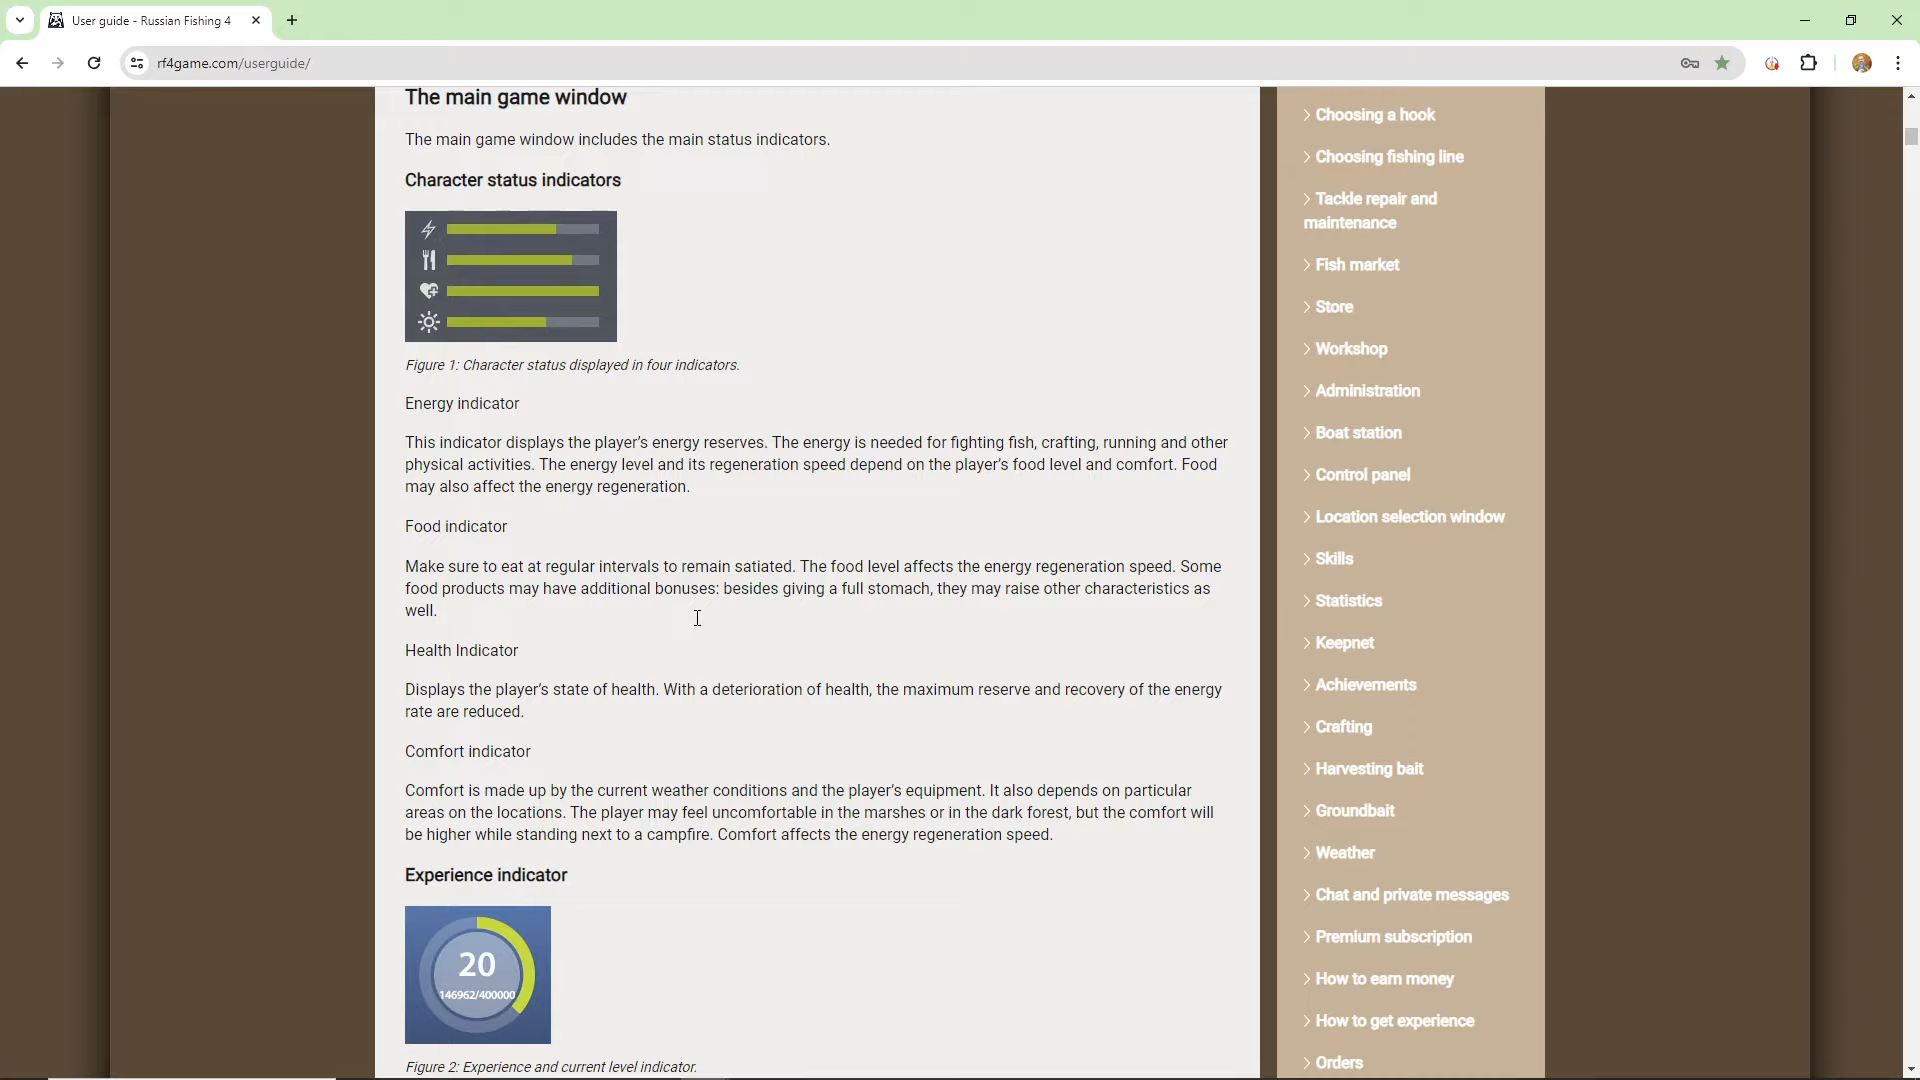 User guide - Russian Fishing 4
rf4game.com/userguide/
The main game window
The main game window includes the main status indicators.
Character status indicators
Figure 1: Character status displayed in four indicators.
Energy indicator
This indicator displays the player's energy reserves. The energy is needed for fighting fish, crafting, running and other
physical activities. The energy level and its regeneration speed depend on the player's food level and comfort. Food
may also affect the energy regeneration.
Food indicator
Make sure to eat at regular intervals to remain satiated. The food level affects the energy regeneration speed. Some
food products may have additional bonuses: besides giving a full stomach, they may raise other characteristics as
well.
Health Indicator
Displays the player's state of health. With a deterioration of health, the maximum reserve and recovery of the energy
rate are reduced.
Comfort indicator
Comfort is made up by the current weather conditions and the player's equipment. It also depends on particular
areas on the locations. The player may feel uncomfortable in the marshes or in the dark forest, but the comfort will
be higher while standing next to a campfire. Comfort affects the energy regeneration speed.
Experience indicator
20
146962/400000
Figure 2: Experience and current level indicator.
Choosing a hook
Choosing fishing line
Tackle repair and
maintenance
Fish market
Store
Workshop
Administration
Boat station
Control panel
Location selection window
Skills
Statistics
Keepnet
Achievements
Crafting
Harvesting bait
Groundbait
Weather
Chat and private messages
Premium subscription
How to earn money
How to get experience
Orders